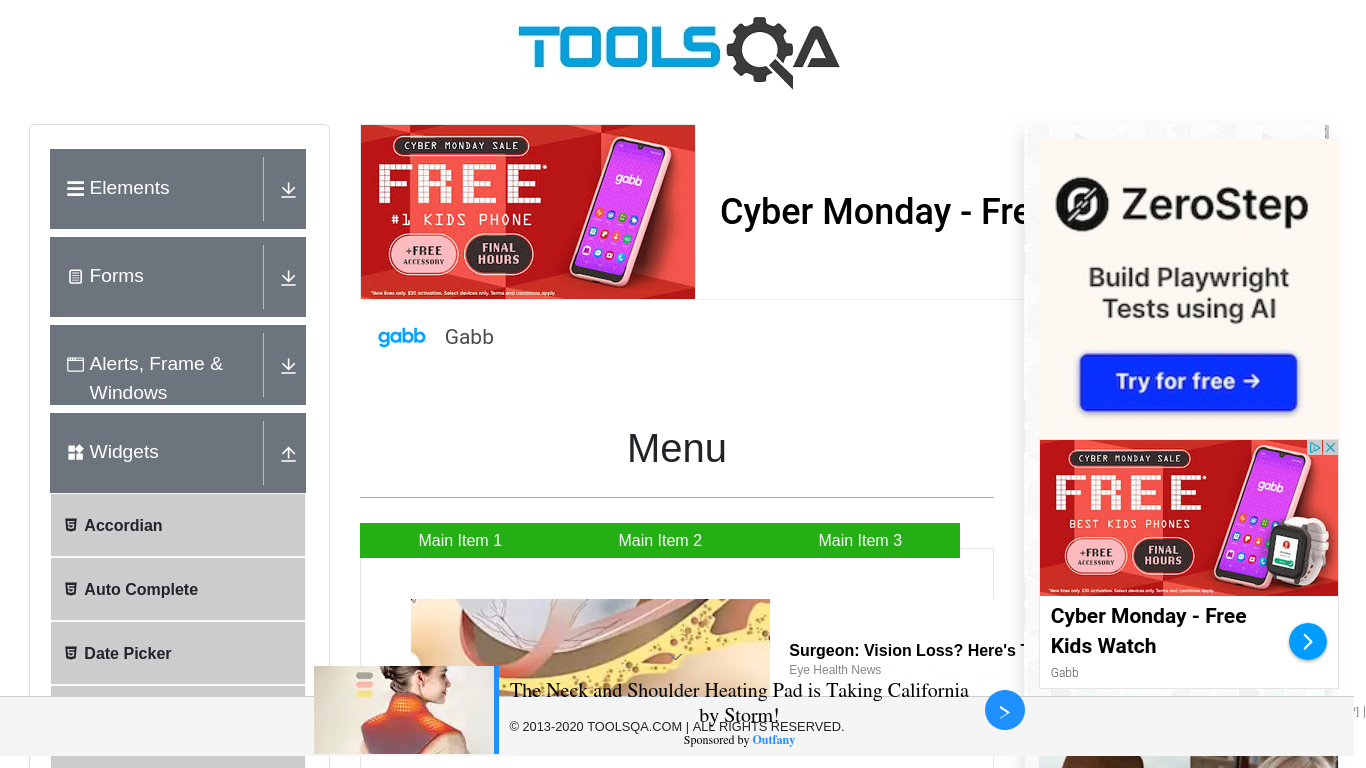 TOOLSQA
Elements
Forms
Alerts, Frame &
Windows
Widgets
Accordian
Auto Complete
Date Picker
CYBER MONDAY SALE
FREE*
#1 KIDS PHONE
+FREE
ACCESSORY
FINAL
HOURS
*New lines only. $30 activation. Select devices only. Terms and conditions apply.
gabb
Cyber Monday - Fre
gabb
Gabb
Menu
Main Item 1
Main Item 2
Main Item 3
Surgeon: Vision Loss? Here's T
Eye Health News
ZeroStep
Build Playwright
Tests using AI
Try for free →
CYBER MONDAY SALE
FREE*
BEST KIDS PHONES
+FREE
ACCESSORY
FINAL
HOURS
*New lines only. $30 activation. Select devices only. Terms and conditions apply.
gabb
Cyber Monday - Free
Kids Watch
Gabb
The Neck and Shoulder Heating Pad is Taking California
by Storm!
© 2013-2020 TOOLSQA.COM | ALL RIGHTS RESERVED.
Sponsored by Outfany